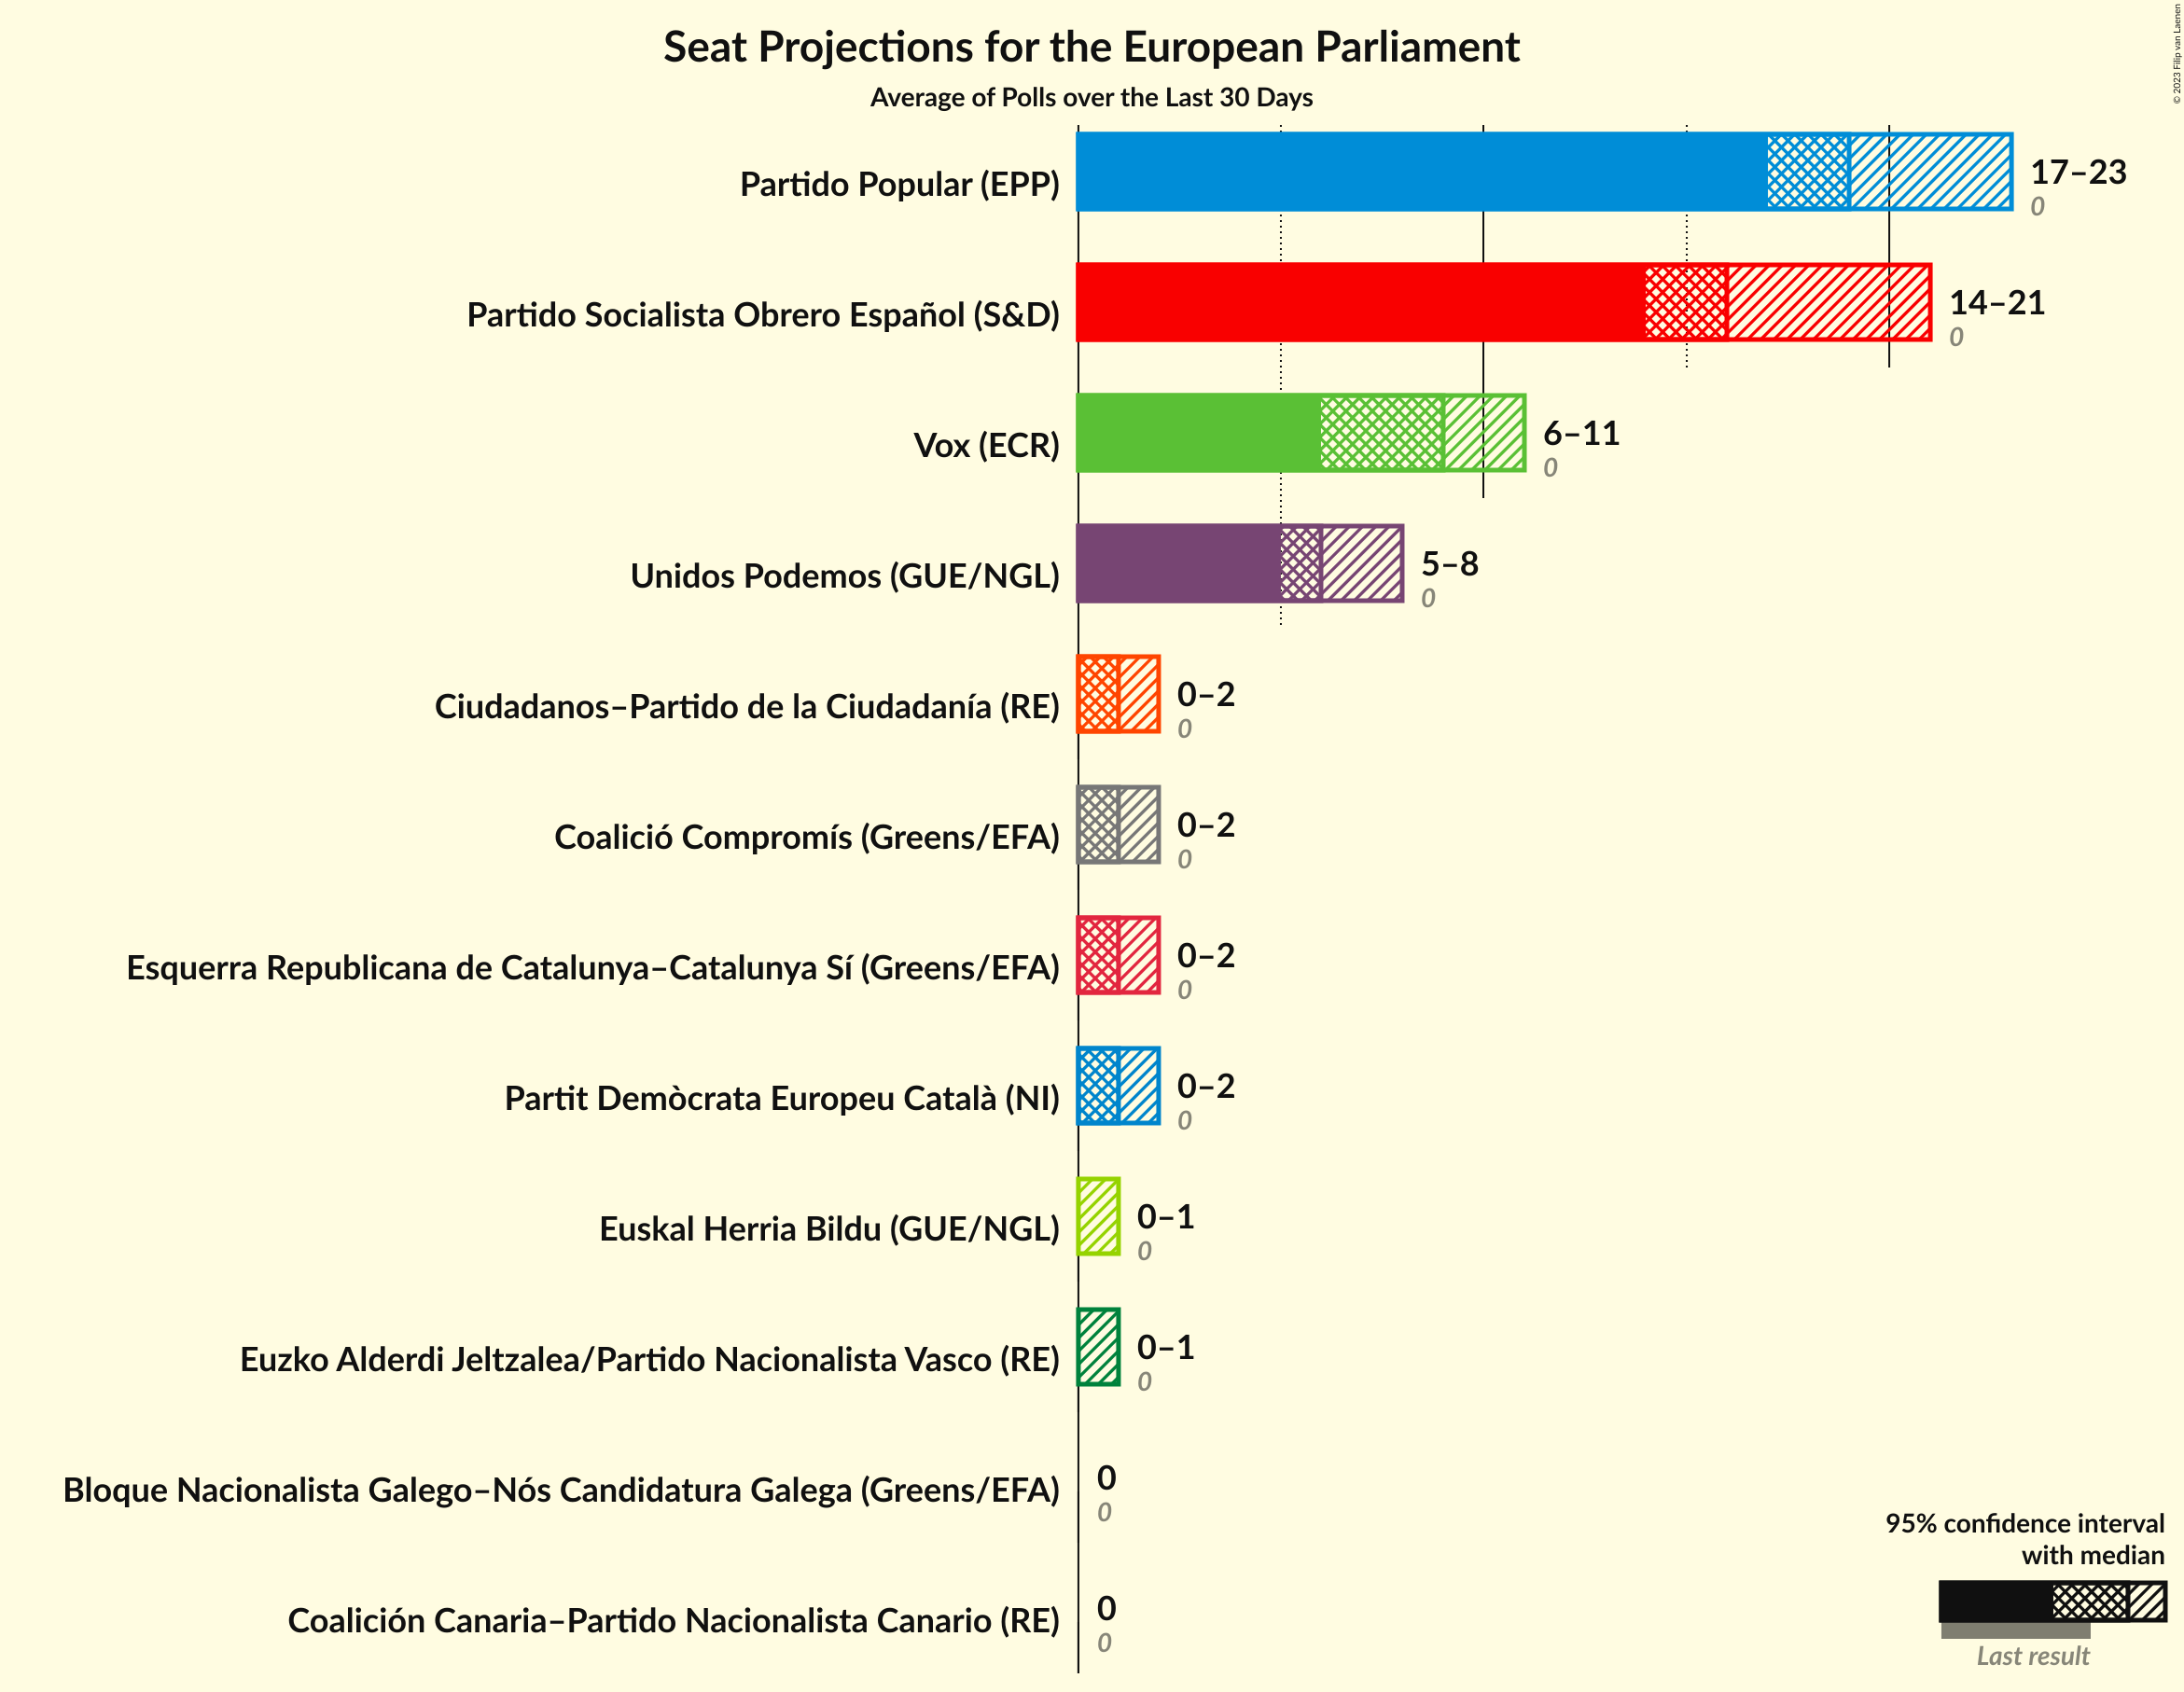 Seat Projections for the European Parliament
Average of Polls over the Last 30 Days
© 2023 Filip van Laenen
Partido Popular (EPP)
17–23
0
Partido Socialista Obrero Español (S&D)
14–21
0
Vox (ECR)
6–11
0
Unidos Podemos (GUE/NGL)
5–8
0
Ciudadanos–Partido de la Ciudadanía (RE)
0–2
0
Coalició Compromís (Greens/EFA)
0–2
0
Esquerra Republicana de Catalunya–Catalunya Sí (Greens/EFA)
0–2
0
Partit Demòcrata Europeu Català (NI)
0–2
0
Euskal Herria Bildu (GUE/NGL)
0–1
0
Euzko Alderdi Jeltzalea/Partido Nacionalista Vasco (RE)
0–1
0
Bloque Nacionalista Galego–Nós Candidatura Galega (Greens/EFA)
0
0
Coalición Canaria–Partido Nacionalista Canario (RE)
0
0
95% confidence interval
with median
Last result